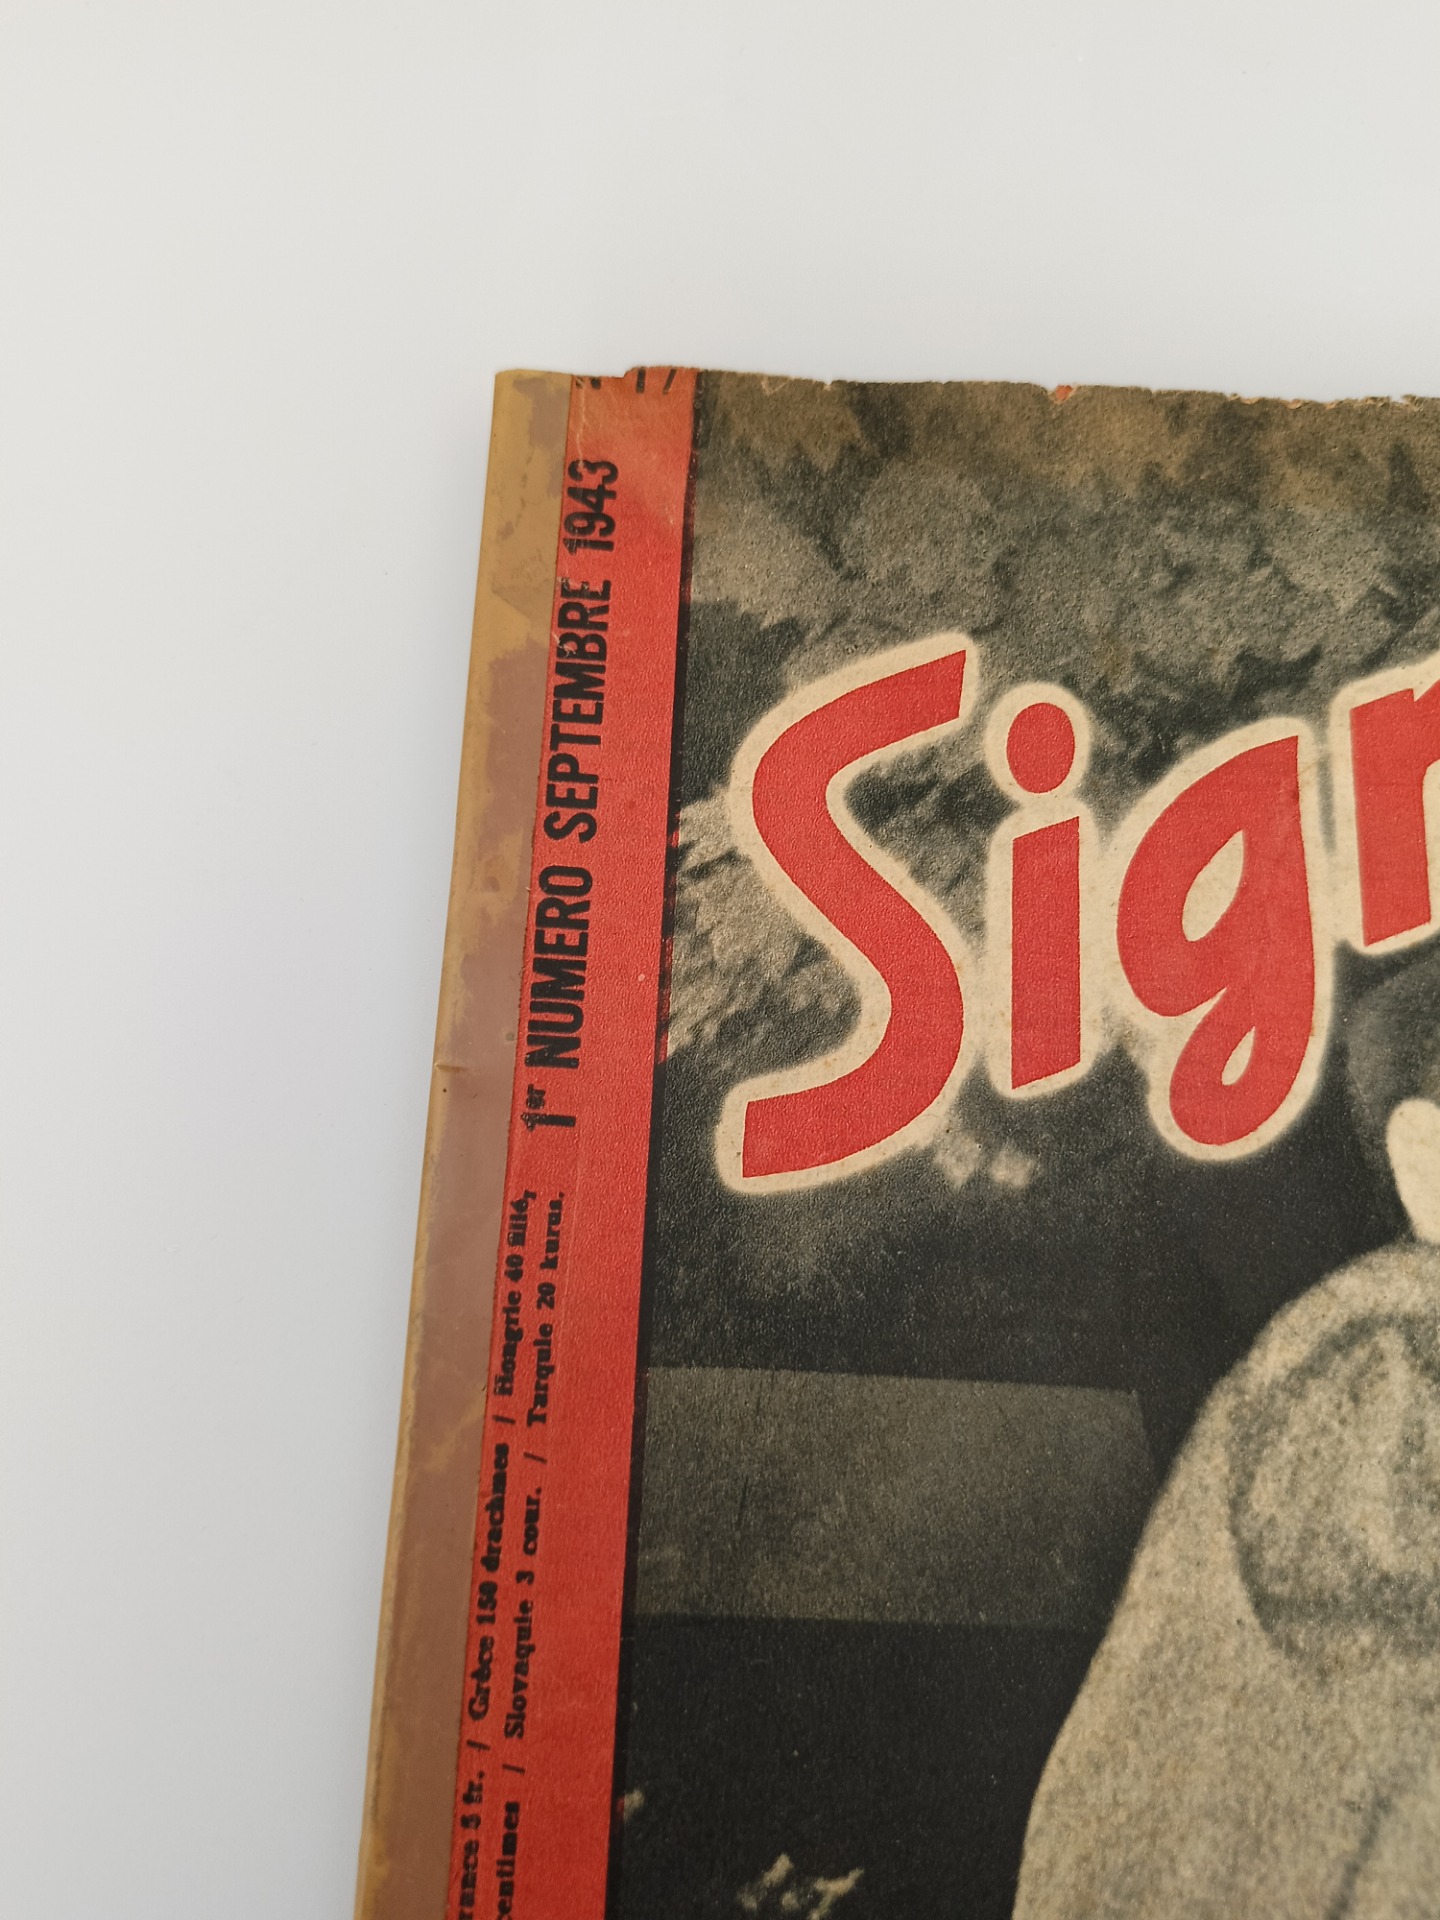 1er NUMERO SEPTEMBRE 1943
Sign
rance 5 fr. / Grèce 150 drachmes / Hongrie 40 fillé,
centimes / Slovaquie 3 cour. / Turquie 20 kurus.